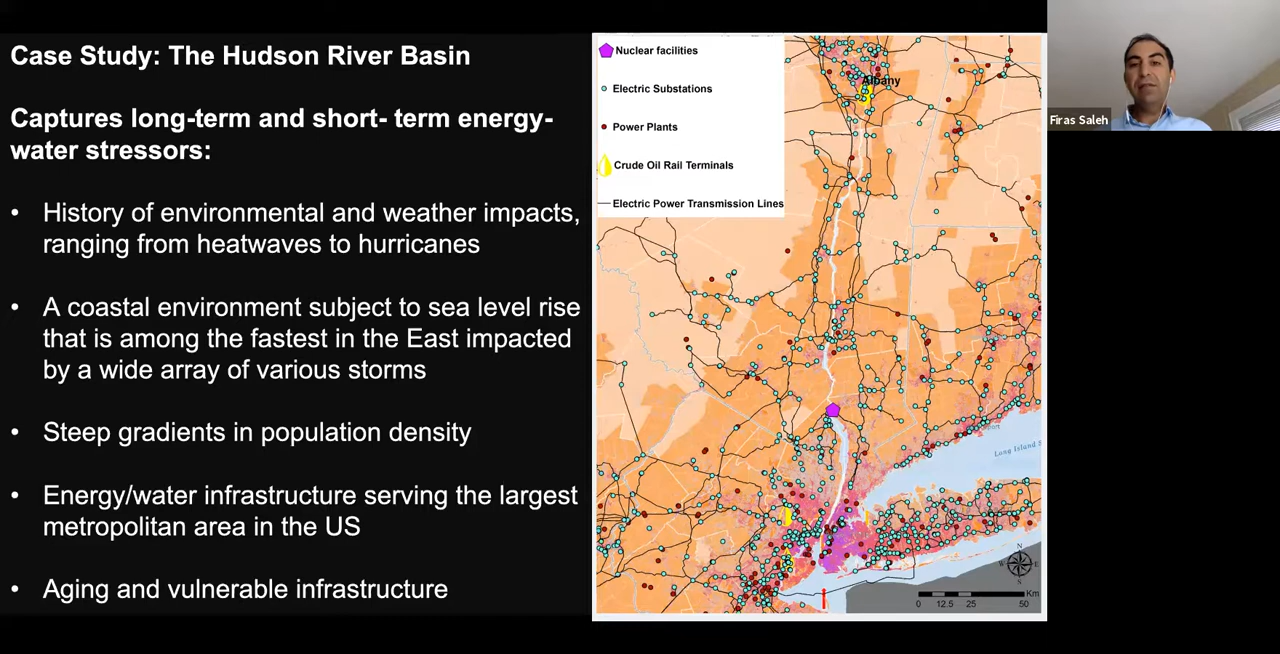 Case Study: The Hudson River Basin
Captures long-term and short- term energy-
water stressors:
• History of environmental and weather impacts,
ranging from heatwaves to hurricanes
• A coastal environment subject to sea level rise
that is among the fastest in the East impacted
by a wide array of various storms
• Steep gradients in population density
• Energy/water infrastructure serving the largest
metropolitan area in the US
• Aging and vulnerable infrastructure
Nuclear facilities
Electric Substations
Power Plants
Crude Oil Rail Terminals
Electric Power Transmission Lines
Albany
Long Island S
N
W
E
S
Km
0 12.5 25 50
Firas Saleh